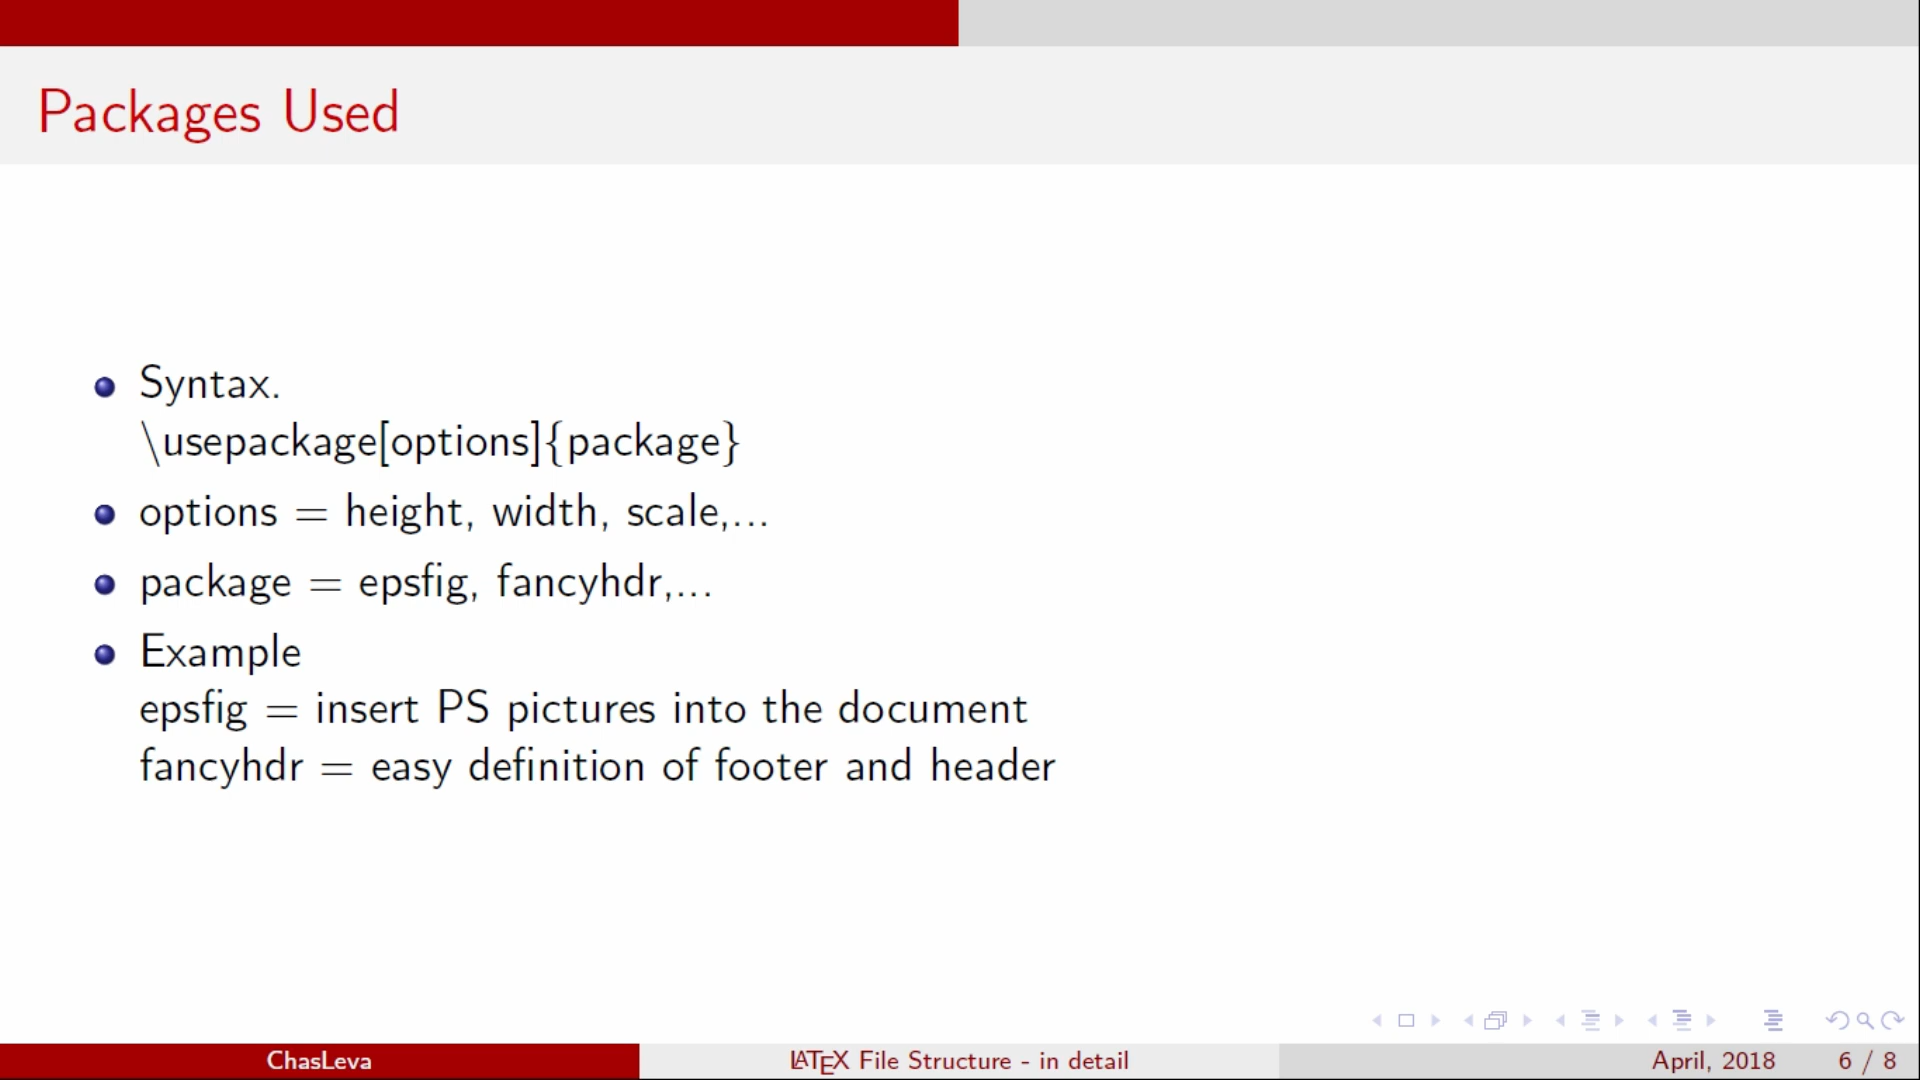 Packages Used
Syntax.
\usepackage[options]{package}
options = height, width, scale,...
package = epsfig, fancyhdr,...
Example
epsfig = insert PS pictures into the document
fancyhdr = easy definition of footer and header
ChasLeva
LATEX File Structure - in detail
April, 2018
6 / 8